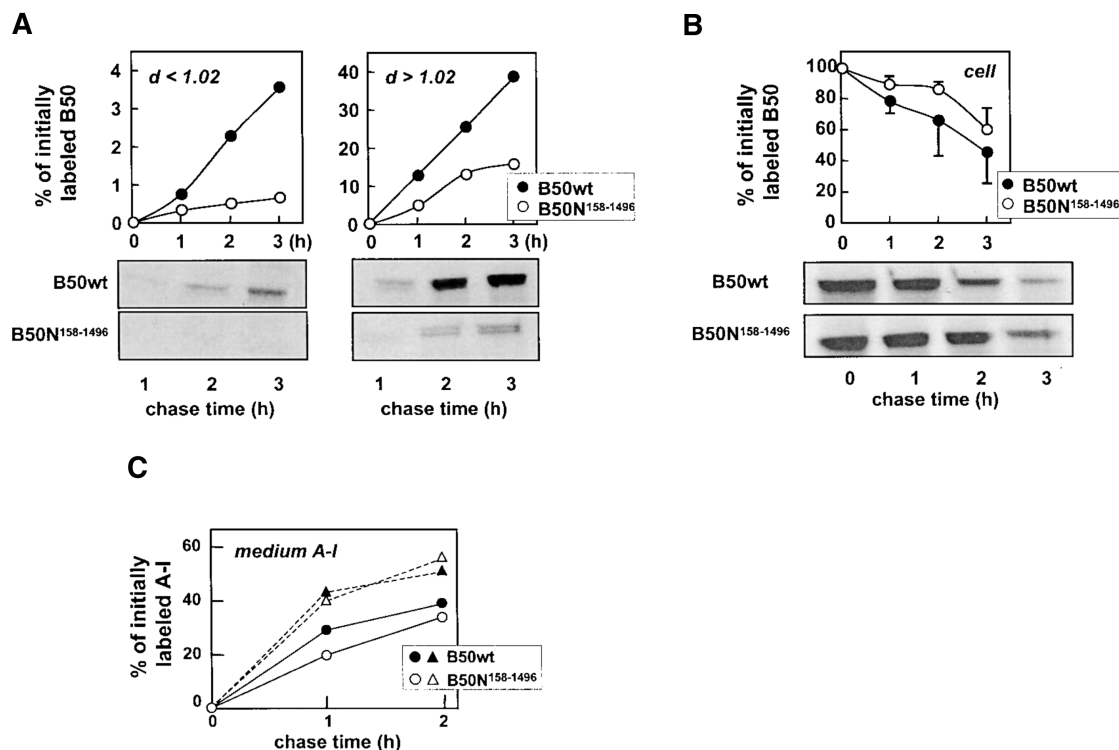 A
% of initially
labeled B50
d < 1.02
4
3
2
1
0
0 1 2 3 (h)
d > 1.02
40
30
20
10
0
0 1 2 3 (h)
B50wt
B50N158-1496
B50wt
B50N158-1496
1 2 3
chase time (h)
1 2 3
chase time (h)
B
% of initially
labeled B50
cell
100
80
60
40
20
0
0 1 2 3
B50wt
B50N158-1496
B50wt
B50N158-1496
0 1 2 3
chase time (h)
C
% of initially
labeled A-I
medium A-I
60
40
20
0
0 1 2
B50wt
B50N158-1496
chase time (h)